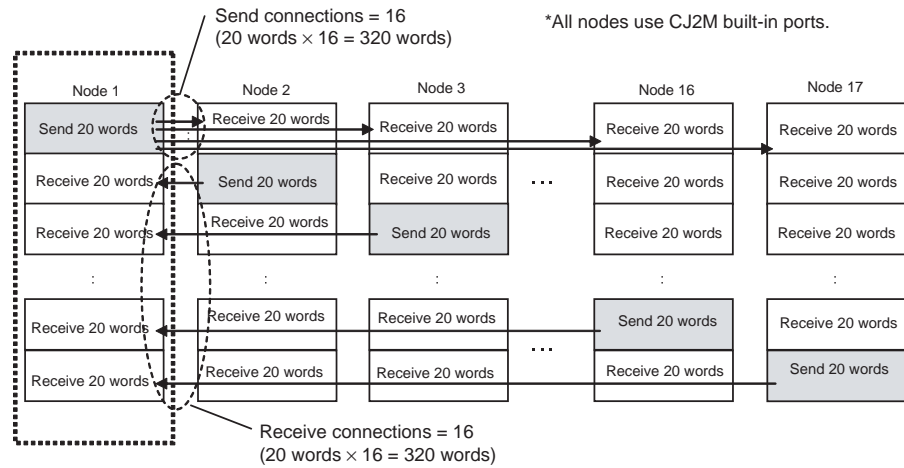 Send connections = 16
(20 words × 16 = 320 words)
*All nodes use CJ2M built-in ports.
Node 1 Node 2 Node 3 Node 16 Node 17
Send 20 words Receive 20 words Receive 20 words Receive 20 words Receive 20 words
Receive 20 words Send 20 words Receive 20 words ... Receive 20 words Receive 20 words
Receive 20 words Receive 20 words Send 20 words Receive 20 words Receive 20 words
: : : : :
Receive 20 words Receive 20 words Receive 20 words ... Send 20 words Receive 20 words
Receive 20 words Receive 20 words Receive 20 words Receive 20 words Send 20 words
Receive connections = 16
(20 words × 16 = 320 words)